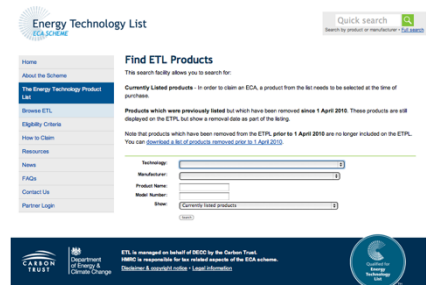 Energy Technology List
ECA SCHEME
Quick search
Search by product or manufacturer • Full search
Home
About the Scheme
The Energy Technology Product
List
Browse ETL
Eligibility Criteria
How to Claim
Resources
News
FAQs
Contact Us
Partner Login
Find ETL Products
This search facility allows you to search for:
Currently Listed products - In order to claim an ECA, a product from the list needs to be selected at the time of
purchase.
Products which were previously listed but which have been removed since 1 April 2010. These products are still
displayed on the ETPL but show a removal date as part of the listing.
Note that products which have been removed from the ETPL prior to 1 April 2010 are no longer included on the ETPL.
You can download a list of products removed prior to 1 April 2010.
Technology:
Manufacturer:
Product Name:
Model Number:
Show: Currently listed products
Search
CARBON
TRUST
Department
of Energy &
Climate Change
ETL is managed on behalf of DECC by the Carbon Trust.
HMRC is responsible for tax related aspects of the ECA scheme.
Disclaimer & copyright notice • Legal information
Qualified for
Energy
Technology
List